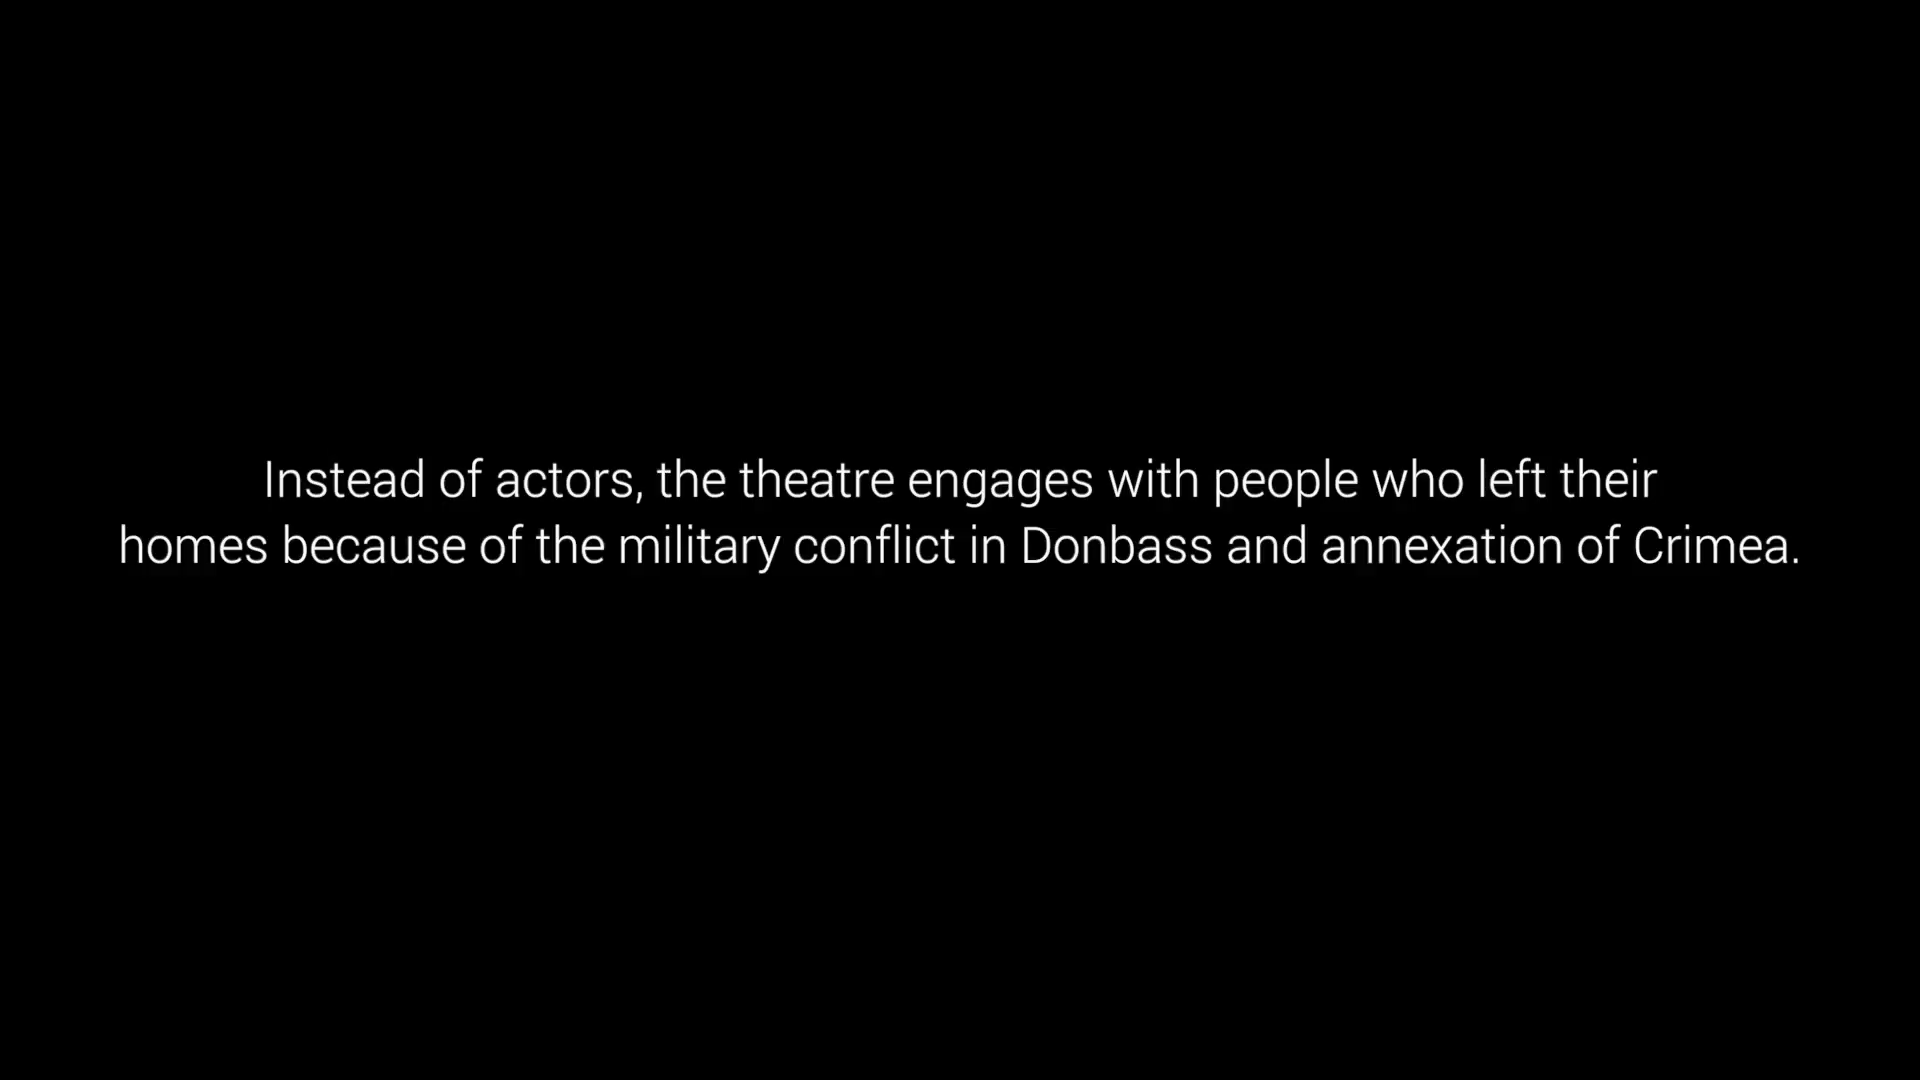 Instead of actors, the theatre engages with people who left their
homes because of the military conflict in Donbass and annexation of Crimea.